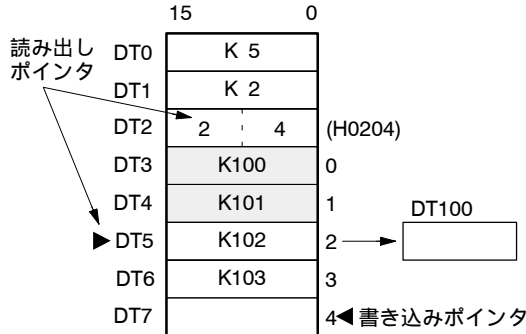 15 0
読み出し
ポインタ
DT0 K 5
DT1 K 2
DT2 2 4 (H0204)
DT3 K100 0
DT4 K101 1
DT100
▶DT5 K102 2
DT6 K103 3
DT7 4◀書き込みポインタ